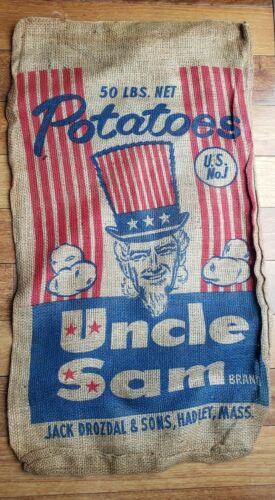 50 LBS. NET
Potatoes
U.S.
No.1
Uncle
Sam BRAND
JACK DROZDAL & SONS, HADLEY, MASS.